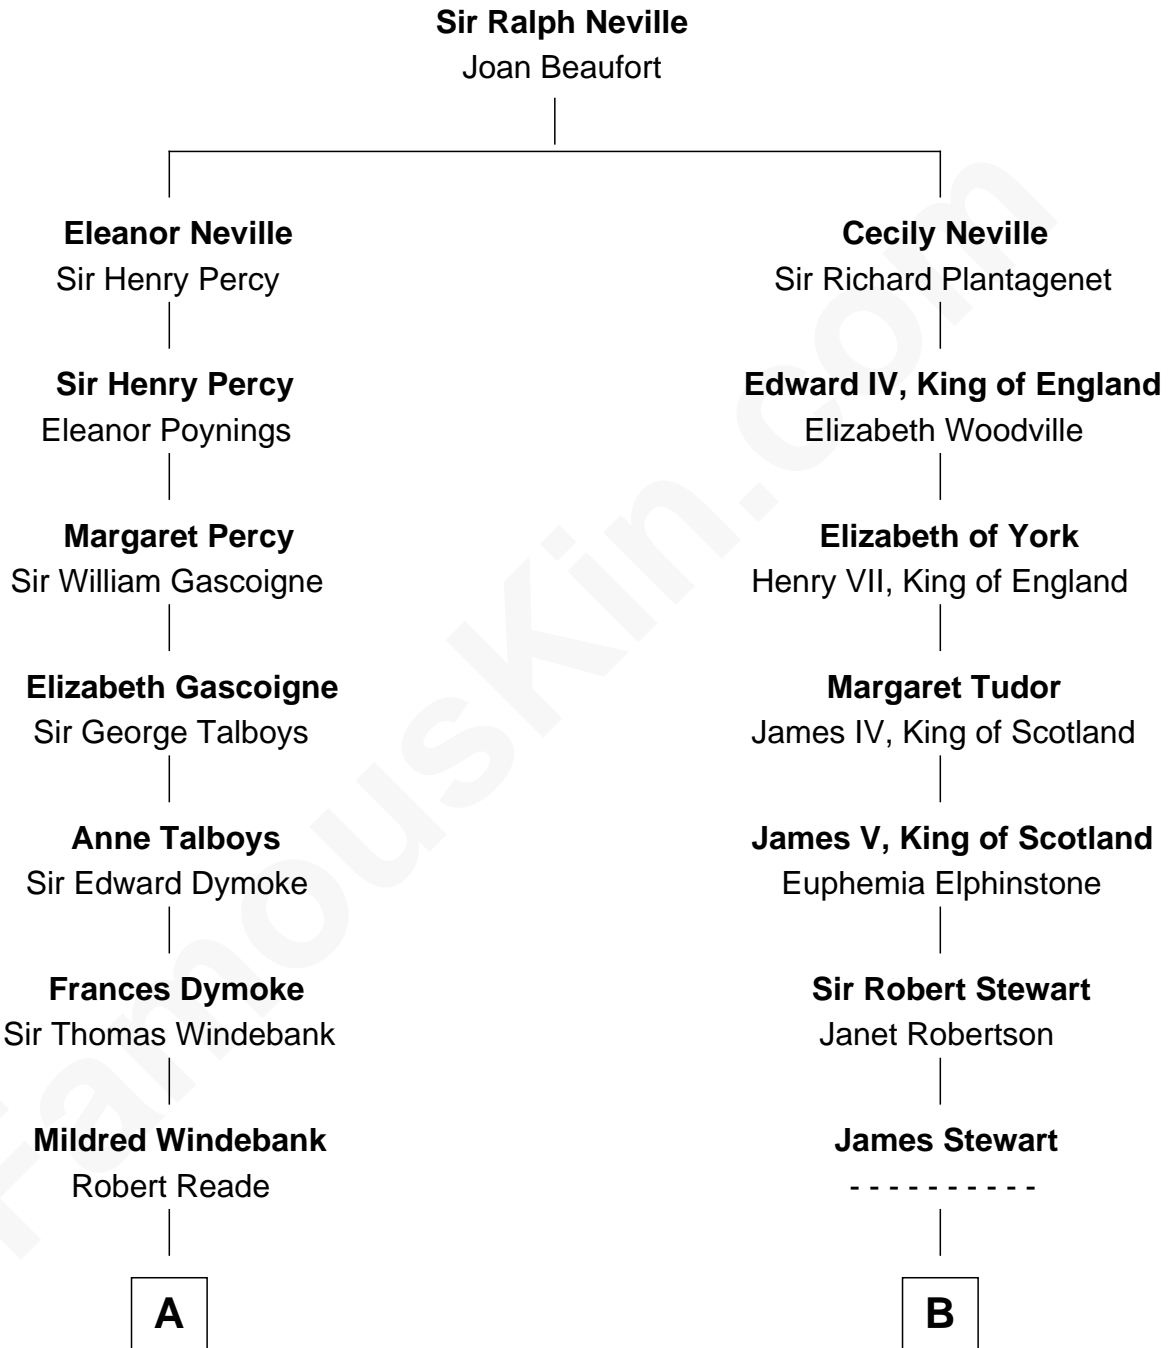 Sir Ralph Neville
Joan Beaufort
Eleanor Neville
Sir Henry Percy
Cecily Neville
Sir Richard Plantagenet
Sir Henry Percy
Eleanor Poynings
Edward IV, King of England
Elizabeth Woodville
Margaret Percy
Sir William Gascoigne
Elizabeth of York
Henry VII, King of England
Elizabeth Gascoigne
Sir George Talboys
Margaret Tudor
James IV, King of Scotland
Anne Talboys
Sir Edward Dymoke
James V, King of Scotland
Euphemia Elphinstone
Frances Dymoke
Sir Thomas Windebank
Sir Robert Stewart
Janet Robertson
Mildred Windebank
Robert Reade
James Stewart
- - - - - - - - - -
A
B
FamousKin.com